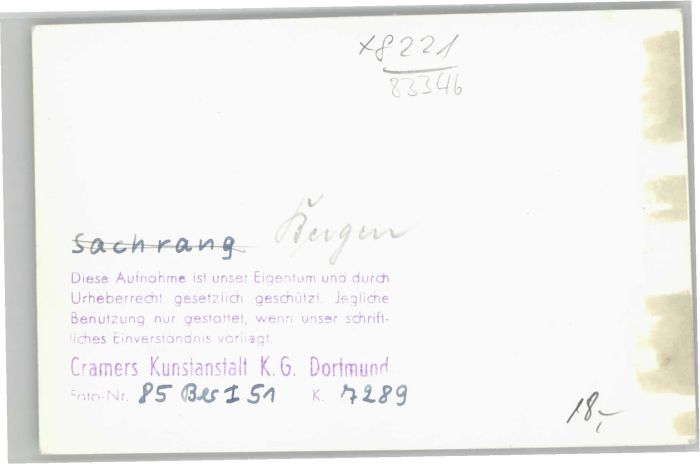 x8221
83346
Sachrang Bergen
Diese Aufnahme ist unser Eigentum und durch
Urheberrecht gesetzlich geschützt. Jegliche
Benutzung nur gestattet, wenn unser schrift-
liches Einverständnis vorliegt.
Cramers Kunstanstalt K.G. Dortmund
Foto-Nr. 85 Ber I 51 K. 7289
18,-